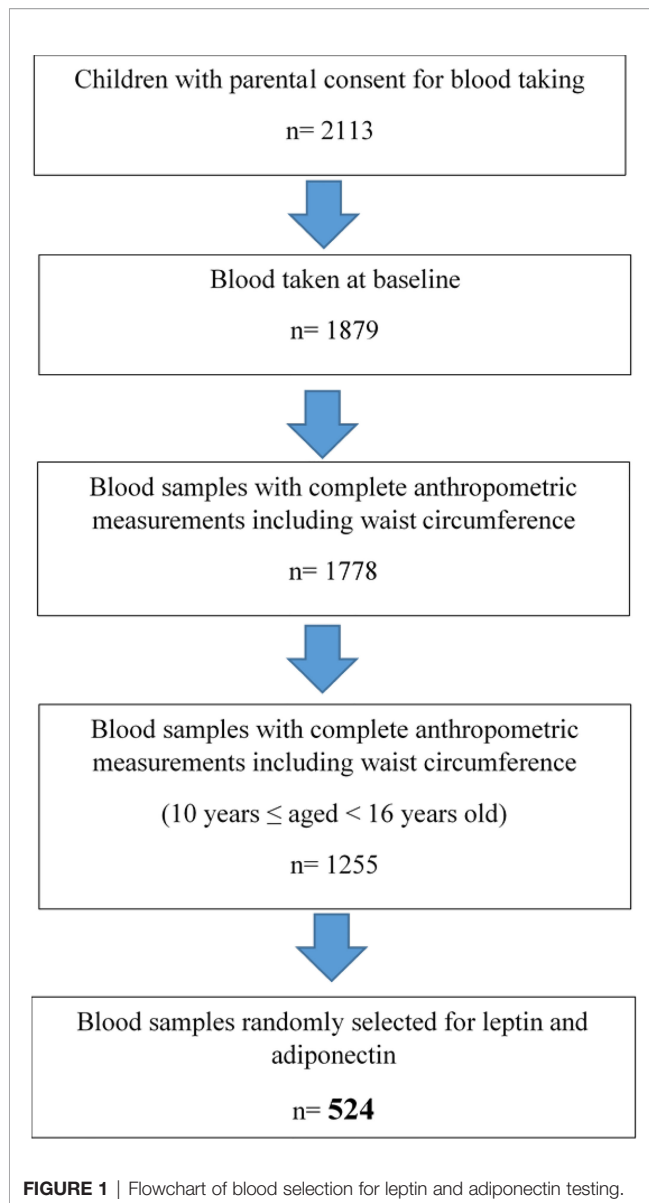 Children with parental consent for blood taking
n= 2113
Blood taken at baseline
n= 1879
Blood samples with complete anthropometric
measurements including waist circumference
n= 1778
Blood samples with complete anthropometric
measurements including waist circumference
(10 years ≤ aged < 16 years old)
n= 1255
Blood samples randomly selected for leptin and
adiponectin
n= 524
FIGURE 1 | Flowchart of blood selection for leptin and adiponectin testing.